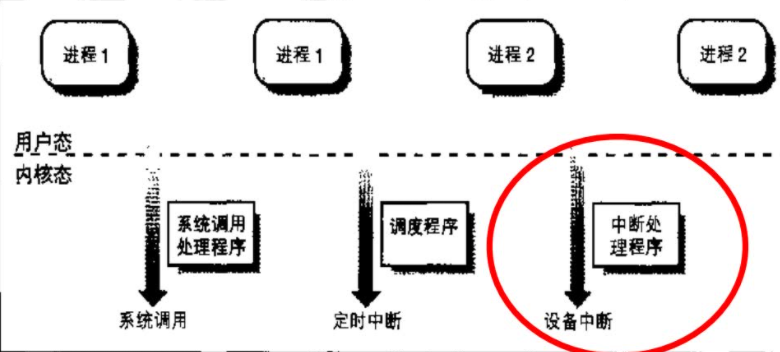 进程1
进程1
进程2
进程2
用户态
内核态
系统调用
处理程序
调度程序
中断处
理程序
系统调用
定时中断
设备中断